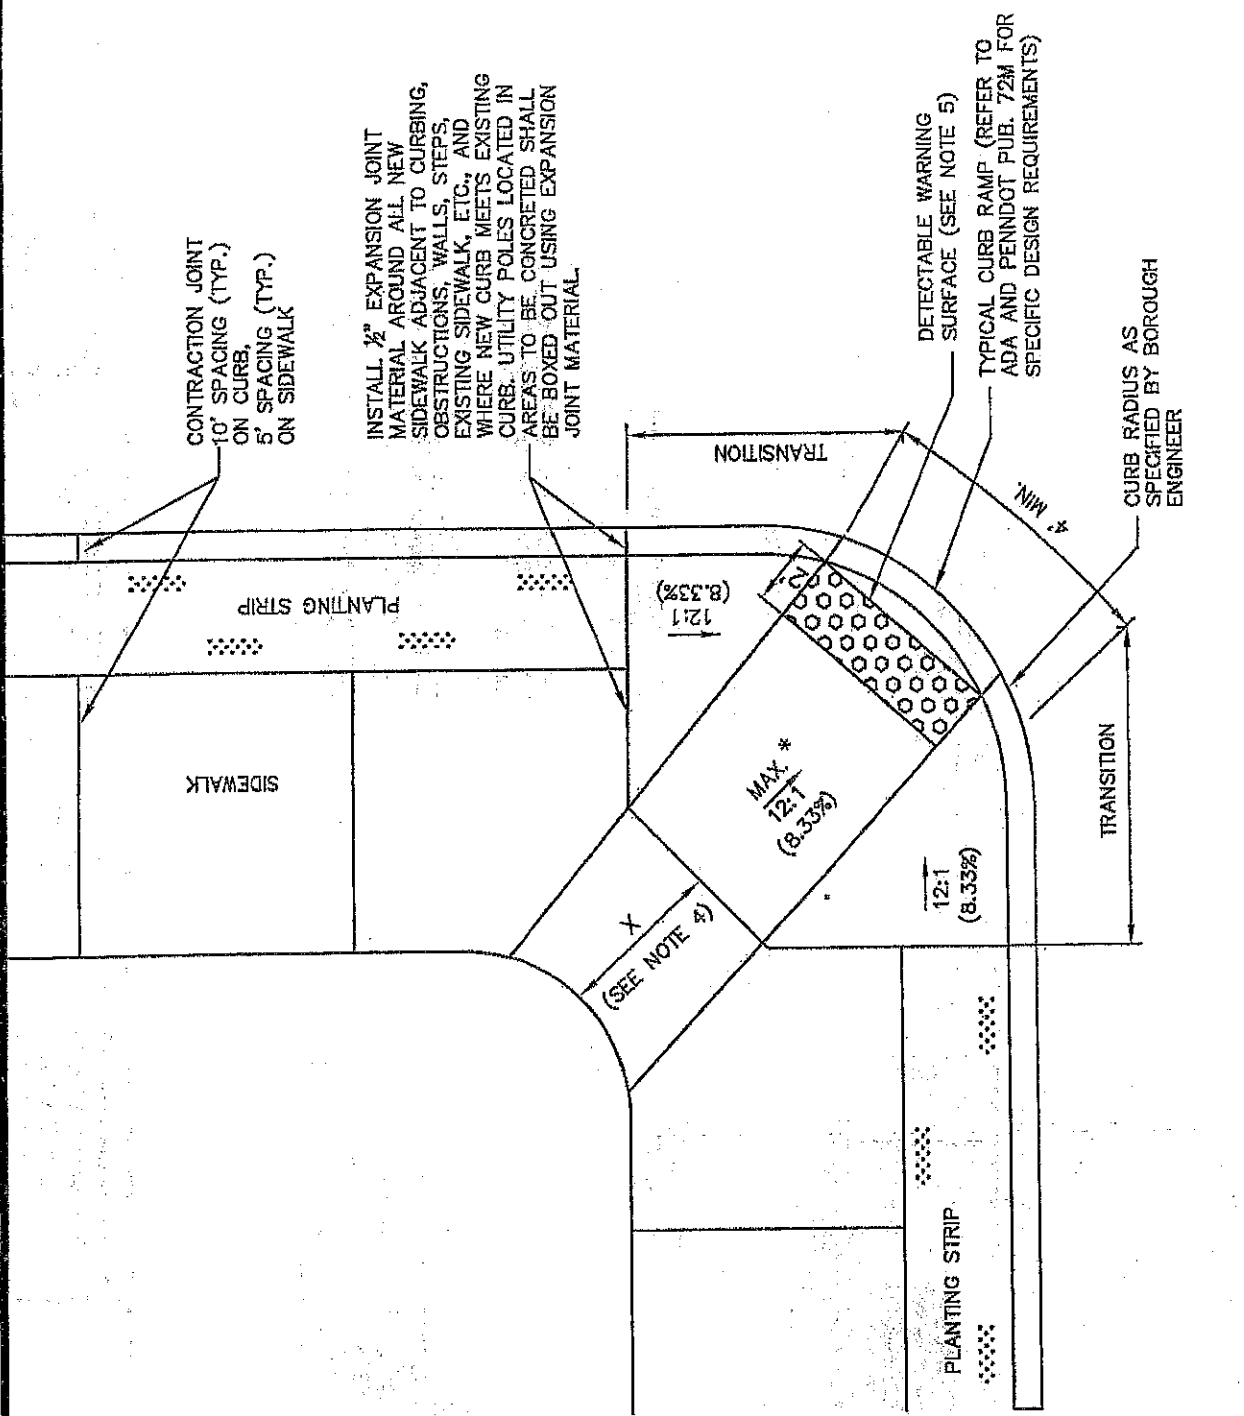 CONTRACTION JOINT
10' SPACING (TYP.)
ON CURB,
5' SPACING (TYP.)
ON SIDEWALK
INSTALL ½" EXPANSION JOINT
MATERIAL AROUND ALL NEW
SIDEWALK ADJACENT TO CURBING,
OBSTRUCTIONS, WALLS, STEPS,
EXISTING SIDEWALK, ETC., AND
WHERE NEW CURB MEETS EXISTING
CURB. UTILITY POLES LOCATED IN
AREAS TO BE CONCRETED SHALL
BE BOXED OUT USING EXPANSION
JOINT MATERIAL.
DETECTABLE WARNING
SURFACE (SEE NOTE 5)
TYPICAL CURB RAMP (REFER TO
ADA AND PENNDOT PUB. 72M FOR
SPECIFIC DESIGN REQUIREMENTS)
CURB RADIUS AS
SPECIFIED BY BOROUGH
ENGINEER
PLANTING STRIP
SIDEWALK
TRANSITION
12:1
(8.33%)
2'
4' MIN.
MAX. *
12:1
(8.33%)
X
(SEE NOTE 4)
12:1
(8.33%)
TRANSITION
PLANTING STRIP